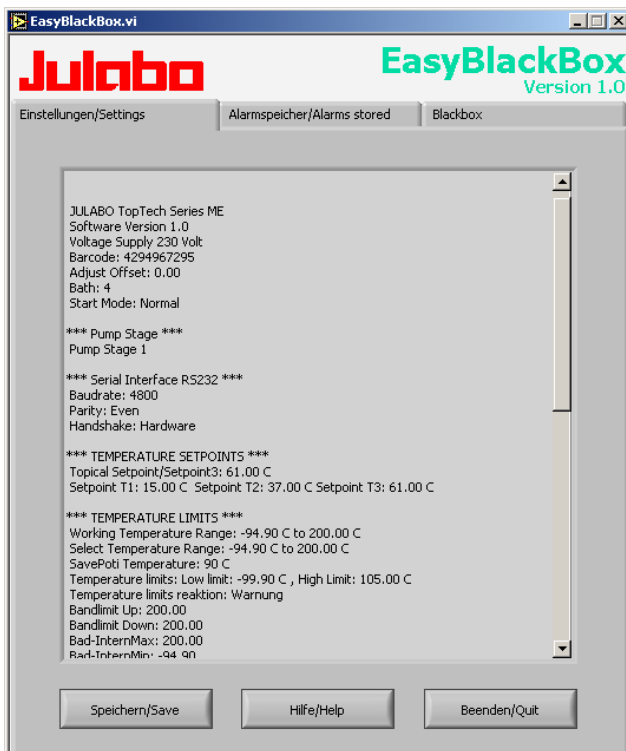 EasyBlackBox.vi
Julabo
EasyBlackBox
Version 1.0
Einstellungen/Settings
Alarmspeicher/Alarms stored
Blackbox
JULABO TopTech Series ME
Software Version 1.0
Voltage Supply 230 Volt
Barcode: 4294967295
Adjust Offset: 0.00
Bath: 4
Start Mode: Normal
*** Pump Stage ***
Pump Stage 1
*** Serial Interface RS232 ***
Baudrate: 4800
Parity: Even
Handshake: Hardware
*** TEMPERATURE SETPOINTS ***
Topical Setpoint/Setpoint3: 61.00 C
Setpoint T1: 15.00 C Setpoint T2: 37.00 C Setpoint T3: 61.00 C
*** TEMPERATURE LIMITS ***
Working Temperature Range: -94.90 C to 200.00 C
Select Temperature Range: -94.90 C to 200.00 C
SavePoti Temperature: 90 C
Temperature limits: Low limit: -99.90 C , High Limit: 105.00 C
Temperature limits reaktion: Warnung
Bandlimit Up: 200.00
Bandlimit Down: 200.00
Bad-InternMax: 200.00
Bad-InternMin: -94.90
Speichern/Save
Hilfe/Help
Beenden/Quit